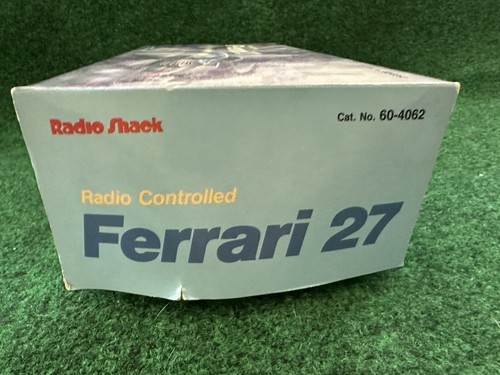 Radio Shack
Cat. No. 60-4062
Radio Controlled
Ferrari 27